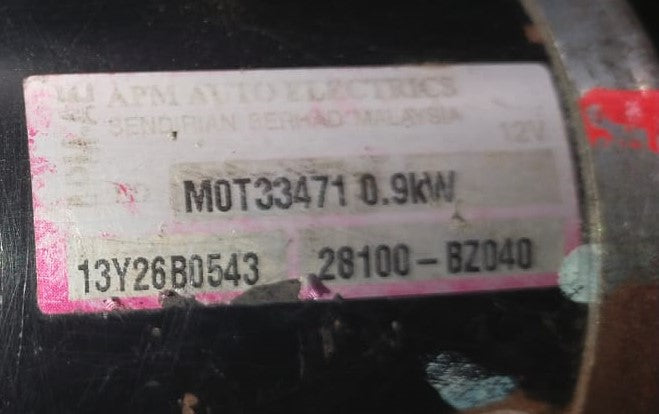 APM AUTO ELECTRICS
SENDIRIAN BERHAD MALAYSIA
12V
M0T33471 0.9kW
13Y26B0543
28100-BZ040